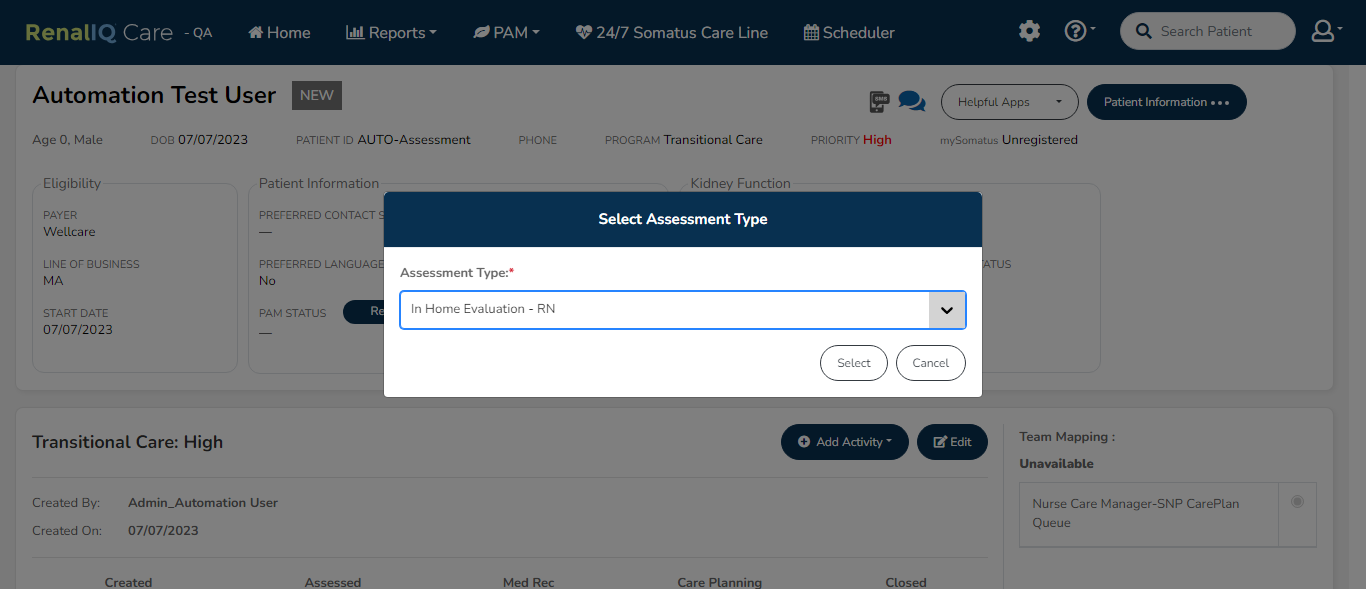 RenalIQ Care - QA Home Reports PAM 24/7 Somatus Care Line Scheduler Search Patient
Automation Test User NEW
SMS Helpful Apps Patient Information
Age 0, Male DOB 07/07/2023 PATIENT ID AUTO-Assessment PHONE PROGRAM Transitional Care PRIORITY High mySomatus Unregistered
Eligibility Patient Information Kidney Function
PAYER
Wellcare
LINE OF BUSINESS
MA
START DATE
07/07/2023
PREFERRED CONTACT S
—
PREFERRED LANGUAGE
No
PAM STATUS Re
—
ATUS
Select Assessment Type
Assessment Type:*
In Home Evaluation - RN
Select Cancel
Transitional Care: High Add Activity Edit
Created By: Admin_Automation User
Created On: 07/07/2023
Created Assessed Med Rec Care Planning Closed
Team Mapping :
Unavailable
Nurse Care Manager-SNP CarePlan
Queue